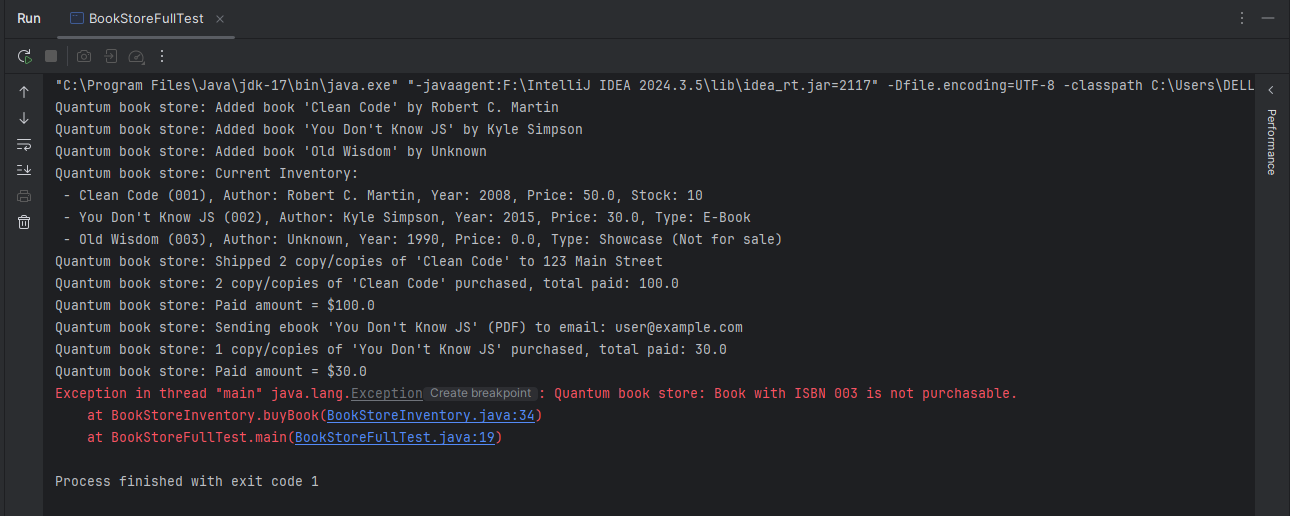 Run BookStoreFullTest
"C:\Program Files\Java\jdk-17\bin\java.exe" "-javaagent:F:\IntelliJ IDEA 2024.3.5\lib\idea_rt.jar=2117" -Dfile.encoding=UTF-8 -classpath C:\Users\DELL
Quantum book store: Added book 'Clean Code' by Robert C. Martin
Quantum book store: Added book 'You Don't Know JS' by Kyle Simpson
Quantum book store: Added book 'Old Wisdom' by Unknown
Quantum book store: Current Inventory:
- Clean Code (001), Author: Robert C. Martin, Year: 2008, Price: 50.0, Stock: 10
- You Don't Know JS (002), Author: Kyle Simpson, Year: 2015, Price: 30.0, Type: E-Book
- Old Wisdom (003), Author: Unknown, Year: 1990, Price: 0.0, Type: Showcase (Not for sale)
Quantum book store: Shipped 2 copy/copies of 'Clean Code' to 123 Main Street
Quantum book store: 2 copy/copies of 'Clean Code' purchased, total paid: 100.0
Quantum book store: Paid amount = $100.0
Quantum book store: Sending ebook 'You Don't Know JS' (PDF) to email: user@example.com
Quantum book store: 1 copy/copies of 'You Don't Know JS' purchased, total paid: 30.0
Quantum book store: Paid amount = $30.0
Exception in thread "main" java.lang.Exception Create breakpoint : Quantum book store: Book with ISBN 003 is not purchasable.
at BookStoreInventory.buyBook(BookStoreInventory.java:34)
at BookStoreFullTest.main(BookStoreFullTest.java:19)
Process finished with exit code 1
Performance